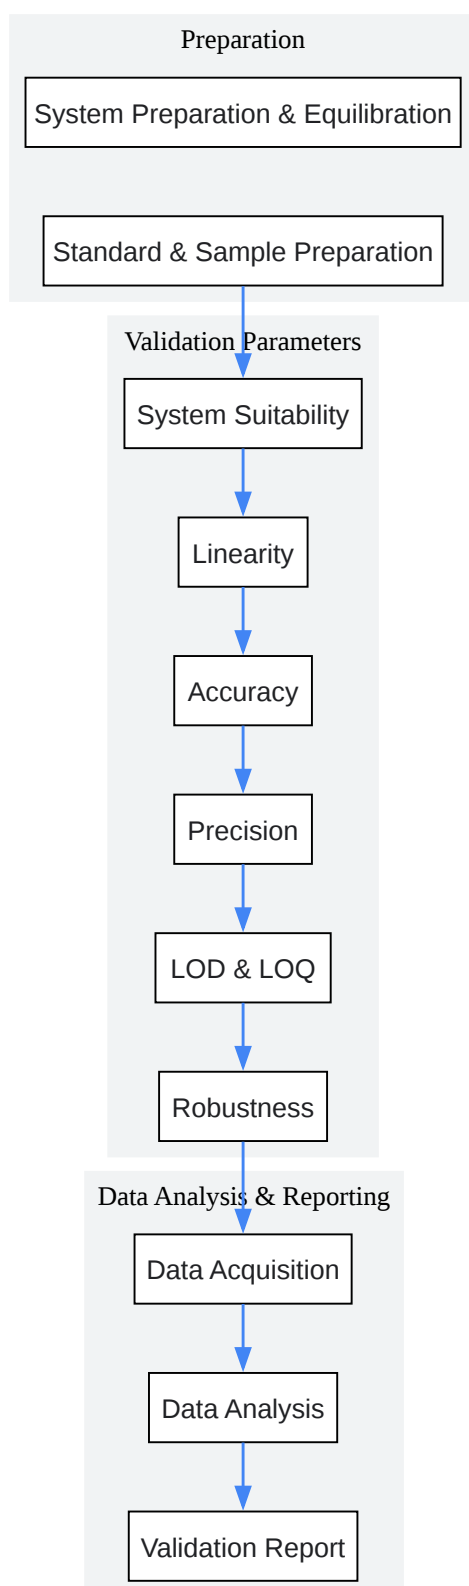 Preparation
System Preparation & Equilibration
Standard & Sample Preparation
Validation Parameters
System Suitability
Linearity
Accuracy
Precision
LOD & LOQ
Robustness
Data Analysis & Reporting
Data Acquisition
Data Analysis
Validation Report